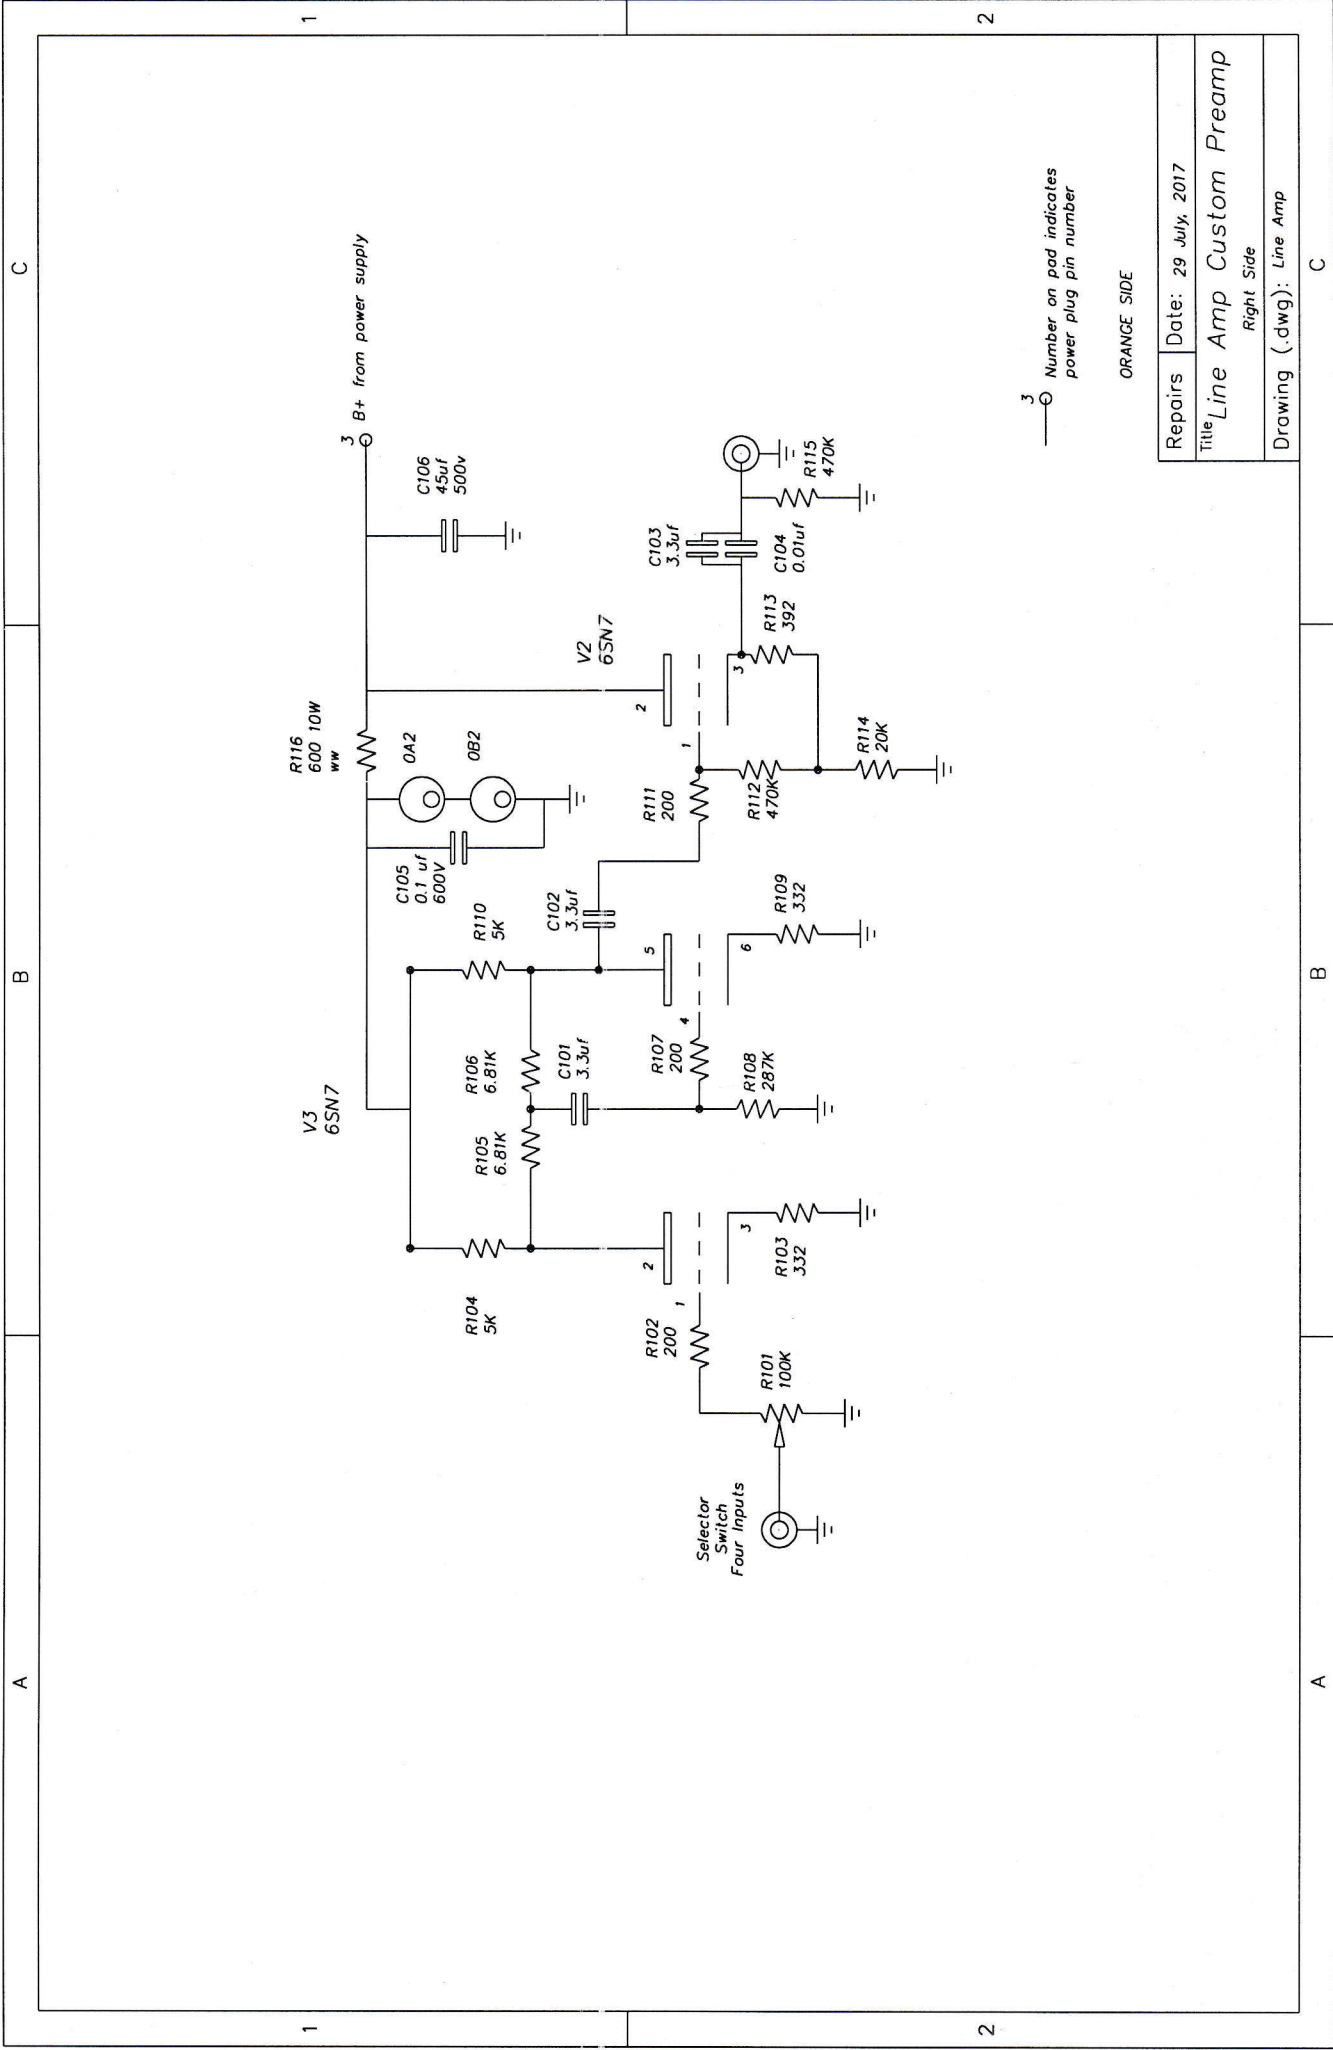 A
B
C
1
2
V3
6SN7
R116
600 10W
ww
0A2
0B2
3
B+ from power supply
C106
45uf
500v
C105
0.1 uf
600V
R104
5K
R105
6.81K
R106
6.81K
R110
5K
C101
3.3uf
C102
3.3uf
V2
6SN7
Selector
Switch
Four Inputs
R101
100K
R102
200
1
2
3
R103
332
R107
200
R108
287K
4
5
6
R109
332
R111
200
R112
470K
1
2
3
R113
392
R114
20K
C103
3.3uf
C104
0.01uf
R115
470K
3
Number on pad indicates
power plug pin number
ORANGE SIDE
Repairs
Date: 29 July, 2017
Title Line Amp Custom Preamp
Right Side
Drawing (.dwg): Line Amp
1
2
A
B
C